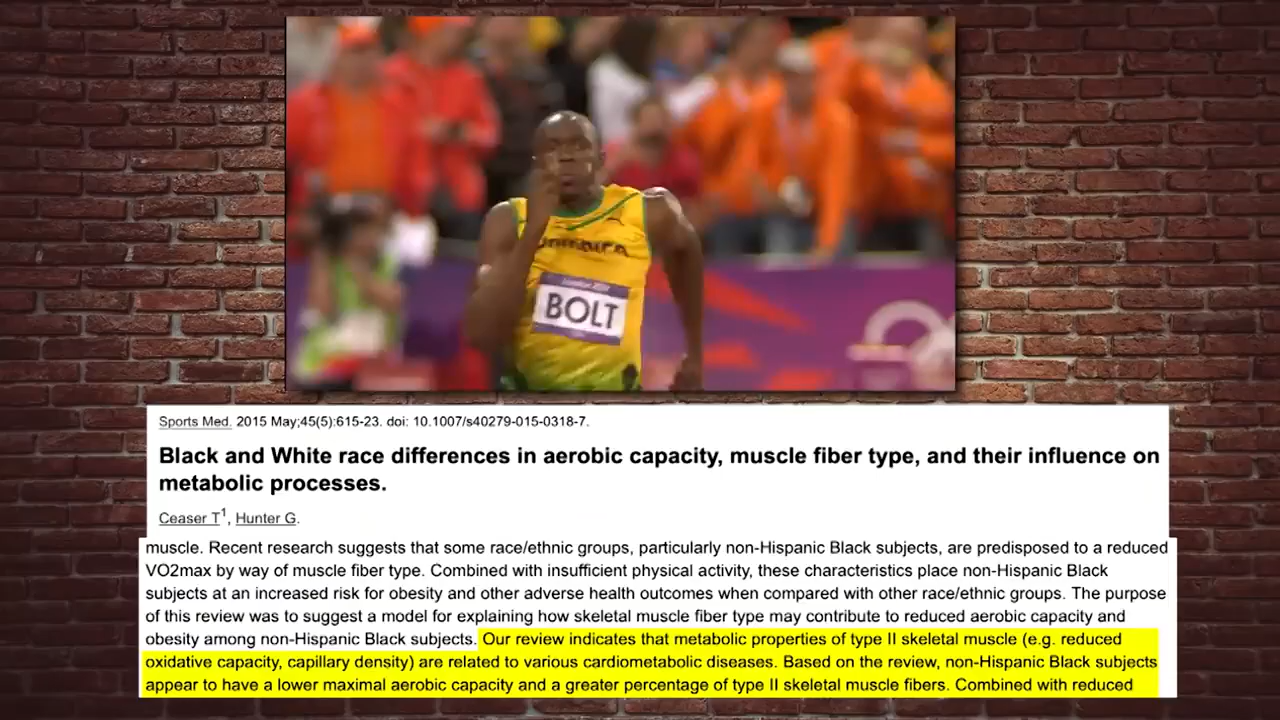 Jamaica
London 2012
BOLT
Sports Med. 2015 May;45(5):615-23. doi: 10.1007/s40279-015-0318-7.
Black and White race differences in aerobic capacity, muscle fiber type, and their influence on
metabolic processes.
Ceaser T1, Hunter G.
muscle. Recent research suggests that some race/ethnic groups, particularly non-Hispanic Black subjects, are predisposed to a reduced
VO2max by way of muscle fiber type. Combined with insufficient physical activity, these characteristics place non-Hispanic Black
subjects at an increased risk for obesity and other adverse health outcomes when compared with other race/ethnic groups. The purpose
of this review was to suggest a model for explaining how skeletal muscle fiber type may contribute to reduced aerobic capacity and
obesity among non-Hispanic Black subjects. Our review indicates that metabolic properties of type II skeletal muscle (e.g. reduced
oxidative capacity, capillary density) are related to various cardiometabolic diseases. Based on the review, non-Hispanic Black subjects
appear to have a lower maximal aerobic capacity and a greater percentage of type II skeletal muscle fibers. Combined with reduced